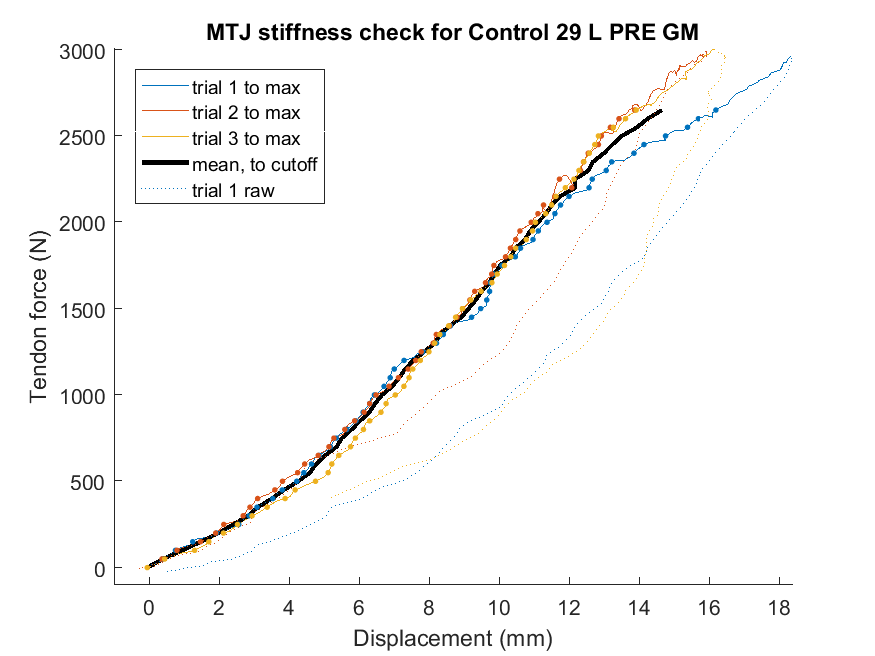 MTJ stiffness check for Control 29 L PRE GM
3000
2500
2000
1500
1000
500
0
Tendon force (N)
trial 1 to max
trial 2 to max
trial 3 to max
mean, to cutoff
trial 1 raw
0 2 4 6 8 10 12 14 16 18
Displacement (mm)